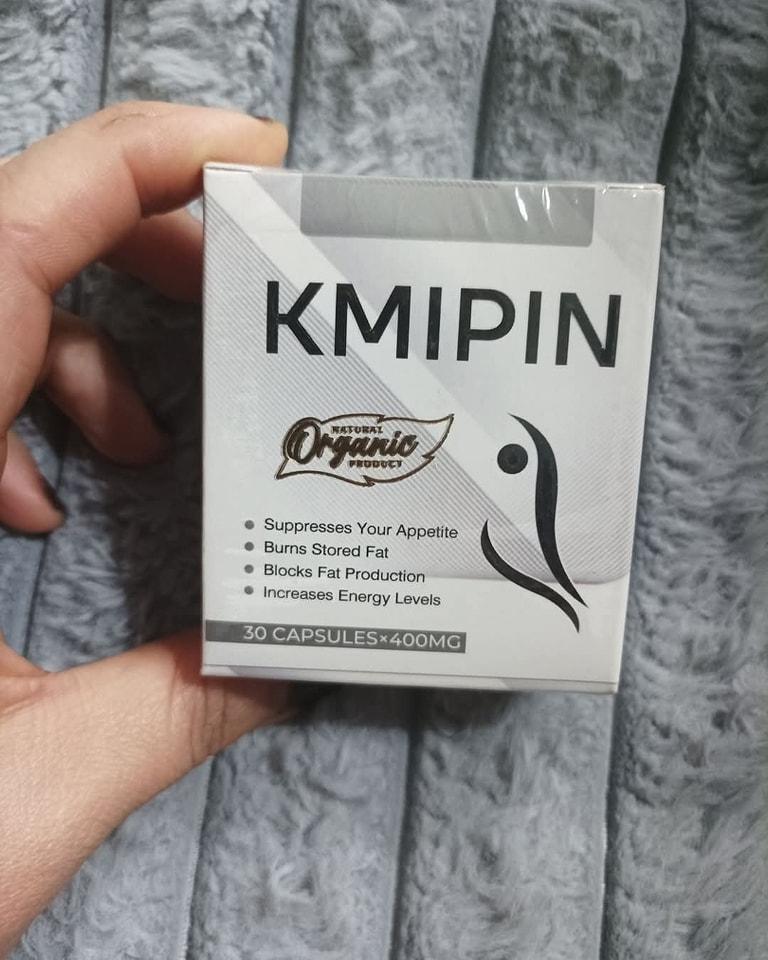 KMIPIN
NATURAL
Organic
PRODUCT
Suppresses Your Appetite
Burns Stored Fat
Blocks Fat Production
Increases Energy Levels
30 CAPSULES×400MG